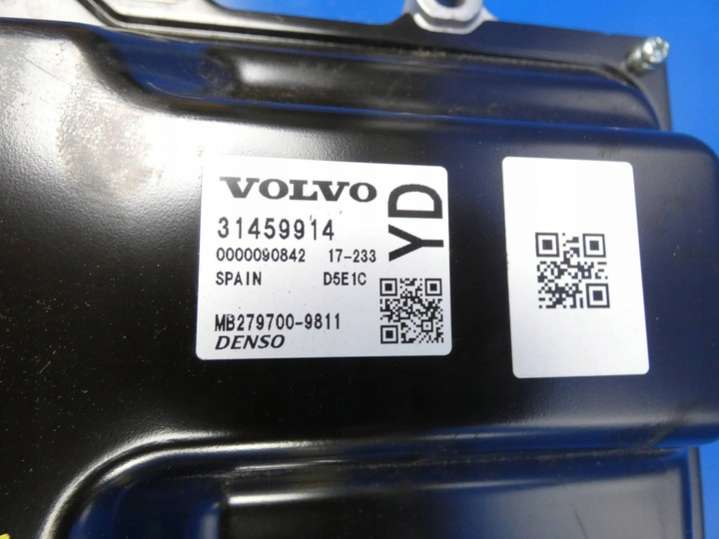 VOLVO
YD
31459914
0000090842 17-233
SPAIN D5E1C
MB279700-9811
DENSO